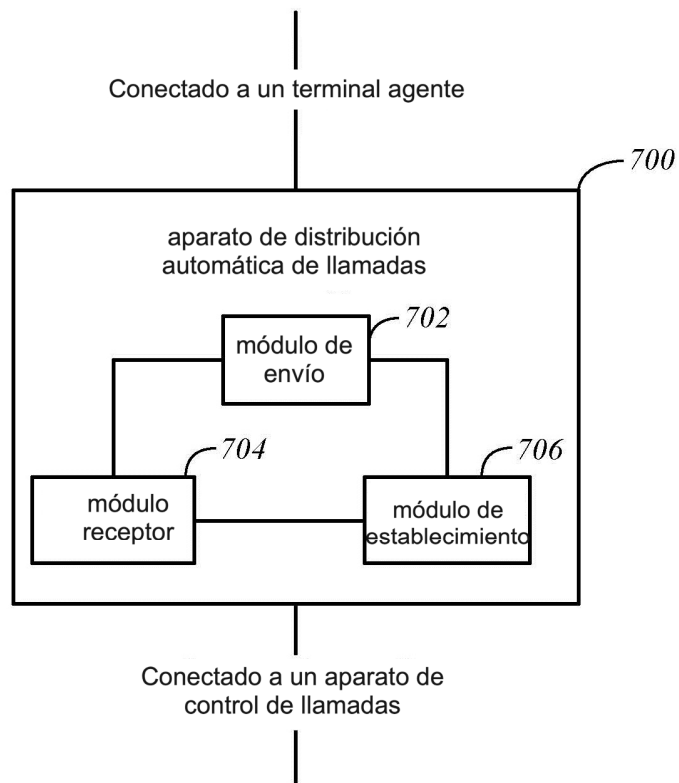 Conectado a un terminal agente
700
aparato de distribución
automática de llamadas
702
módulo de
envío
704
módulo
receptor
706
módulo de
establecimiento
Conectado a un aparato de
control de llamadas